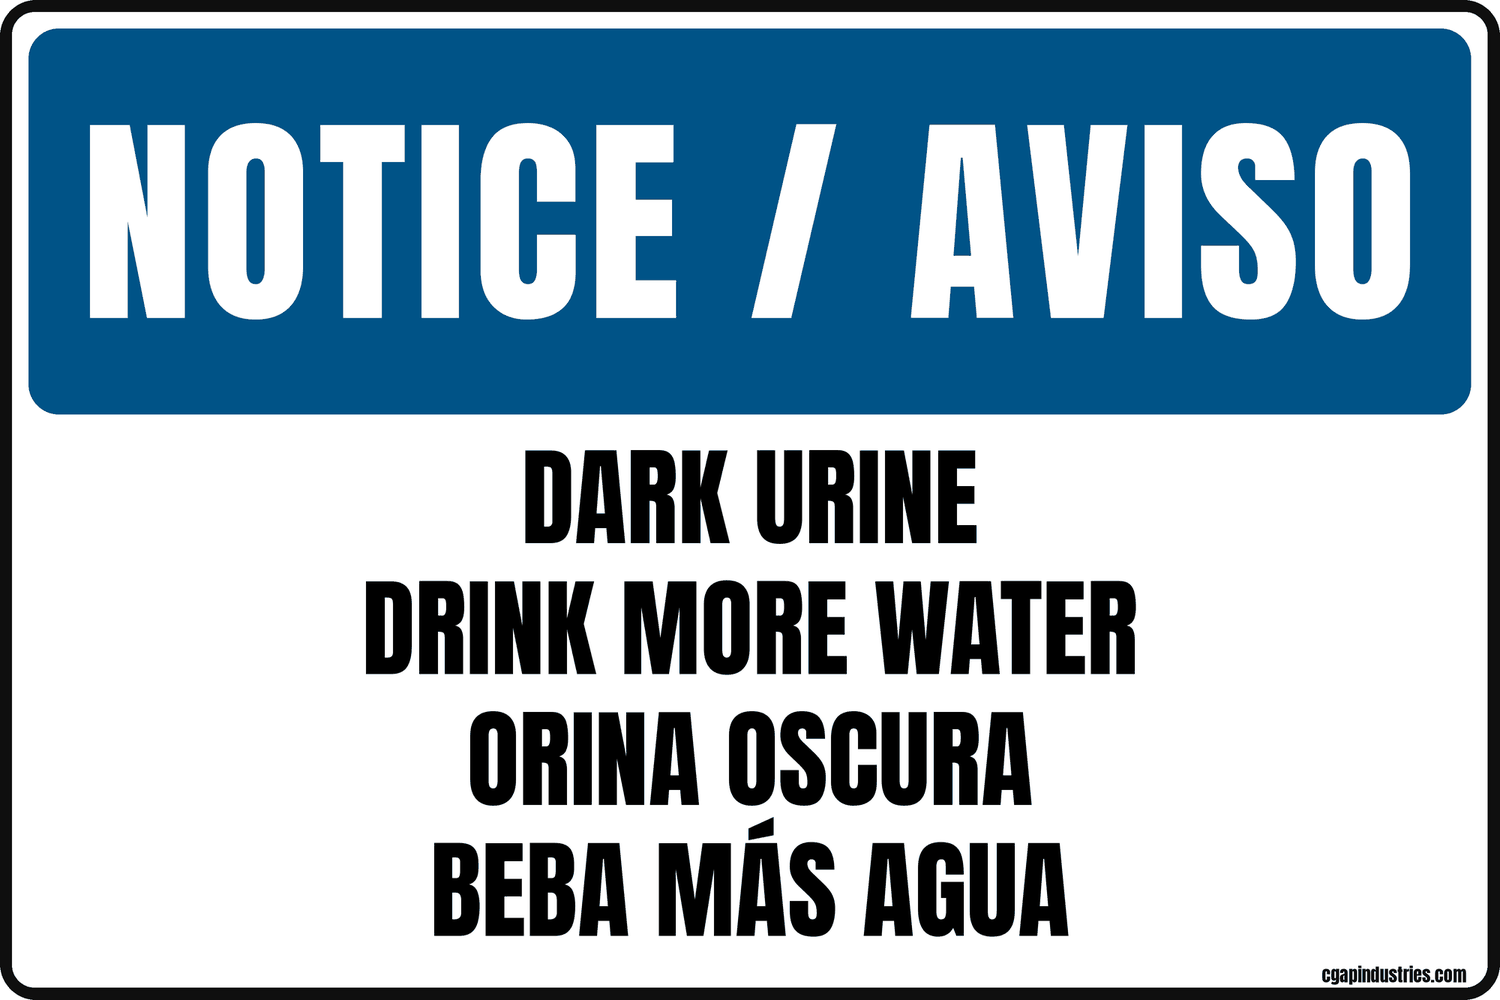 NOTICE / AVISO
DARK URINE
DRINK MORE WATER
ORINA OSCURA
BEBA MÁS AGUA
cgapindustries.com